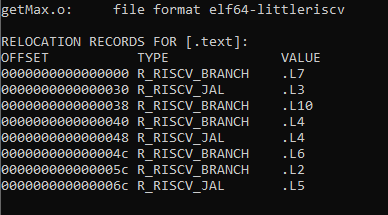 getMax.o:     file format elf64-littleriscv
RELOCATION RECORDS FOR [.text]:
OFFSET           TYPE              VALUE
0000000000000000 R_RISCV_BRANCH    .L7
0000000000000030 R_RISCV_JAL       .L3
0000000000000038 R_RISCV_BRANCH    .L10
0000000000000040 R_RISCV_BRANCH    .L4
0000000000000048 R_RISCV_JAL       .L4
000000000000004c R_RISCV_BRANCH    .L6
000000000000005c R_RISCV_BRANCH    .L2
000000000000006c R_RISCV_JAL       .L5